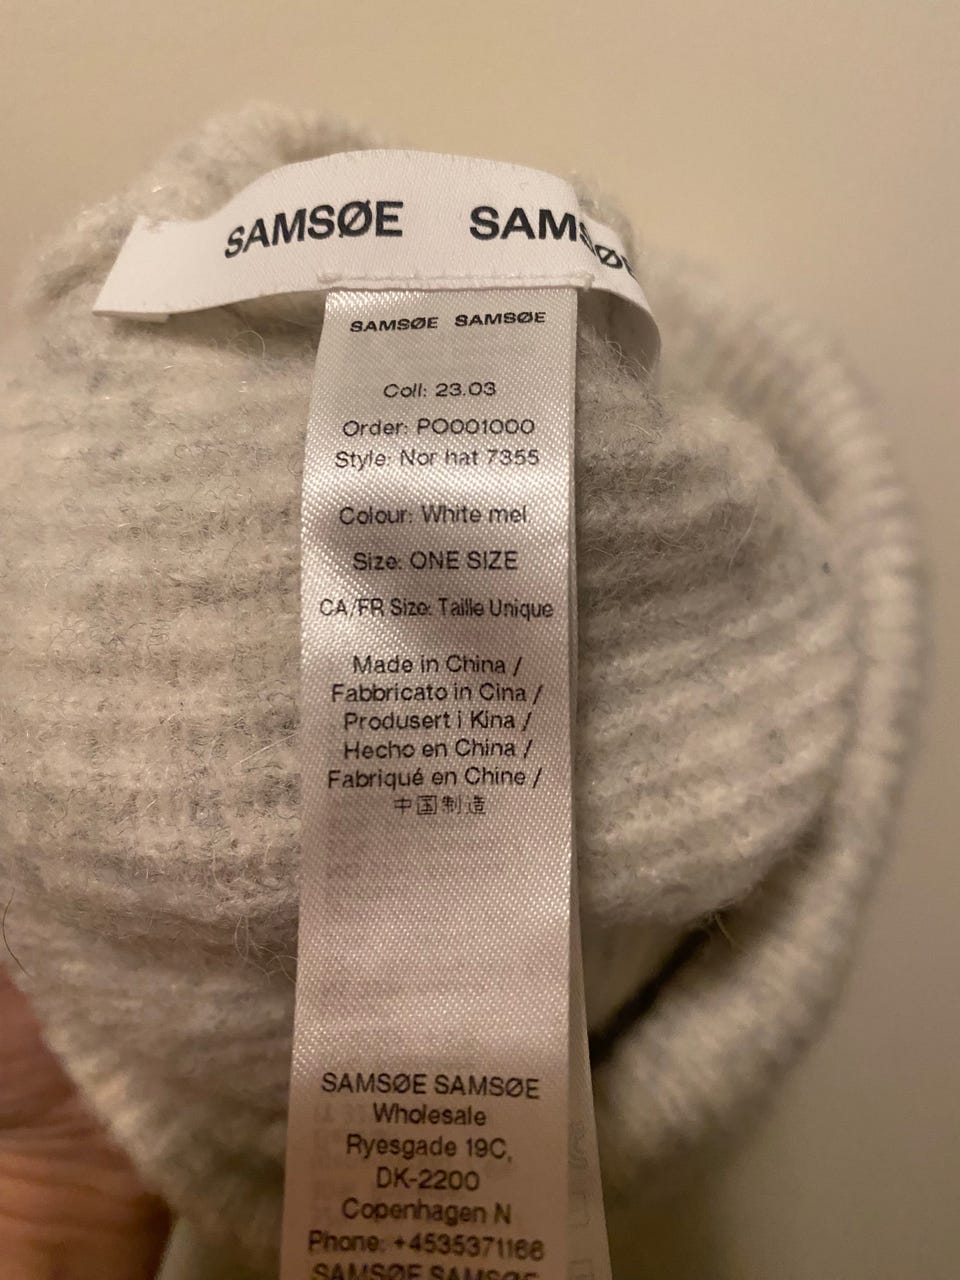 SAMSØE SAMSØE
SAMSØE SAMSØE
Coll: 23.03
Order: PO001000
Style: Nor hat 7355
Colour: White mel
Size: ONE SIZE
CA/FR Size: Taille Unique
Made in China /
Fabbricato in Cina /
Produsert i Kina /
Hecho en China /
Fabriqué en Chine /
中国制造
SAMSØE SAMSØE
Wholesale
Ryesgade 19C,
DK-2200
Copenhagen N
Phone: +4535371168
SAMSØE SAMSØE